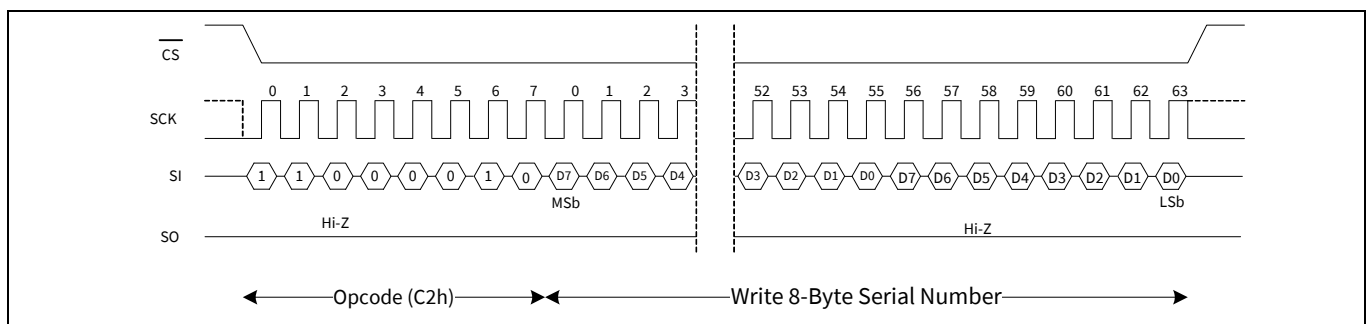 CS
0 1 2 3 4 5 6 7 0 1 2 3 52 53 54 55 56 57 58 59 60 61 62 63
SCK
SI 1 1 0 0 0 0 1 0 D7 D6 D5 D4 D3 D2 D1 D0 D7 D6 D5 D4 D3 D2 D1 D0
MSb LSb
Hi-Z Hi-Z
SO
Opcode (C2h) Write 8-Byte Serial Number